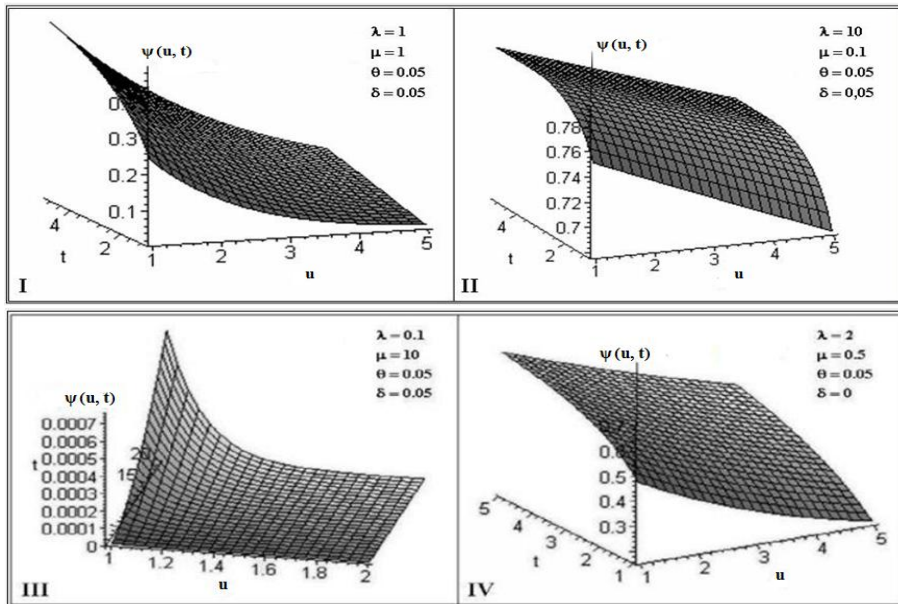 ψ (u, t)
λ = 1
μ = 1
θ = 0.05
δ = 0.05
0.3
0.2
0.1
4
2
t
1
2
3
4
5
u
I
ψ (u, t)
λ = 10
μ = 0.1
θ = 0.05
δ = 0,05
0.78
0.76
0.74
0.72
0.7
4
2
t
1
2
3
4
5
u
II
ψ (u, t)
λ = 0.1
μ = 10
θ = 0.05
δ = 0.05
0.0007
0.0006
0.0005
0.0004
0.0003
0.0002
0.0001
0
t
20
15
1
1.2
1.4
1.6
1.8
2
u
III
ψ (u, t)
λ = 2
μ = 0.5
θ = 0.05
δ = 0
0.5
0.4
0.3
5
4
3
2
1
t
1
2
3
4
5
u
IV